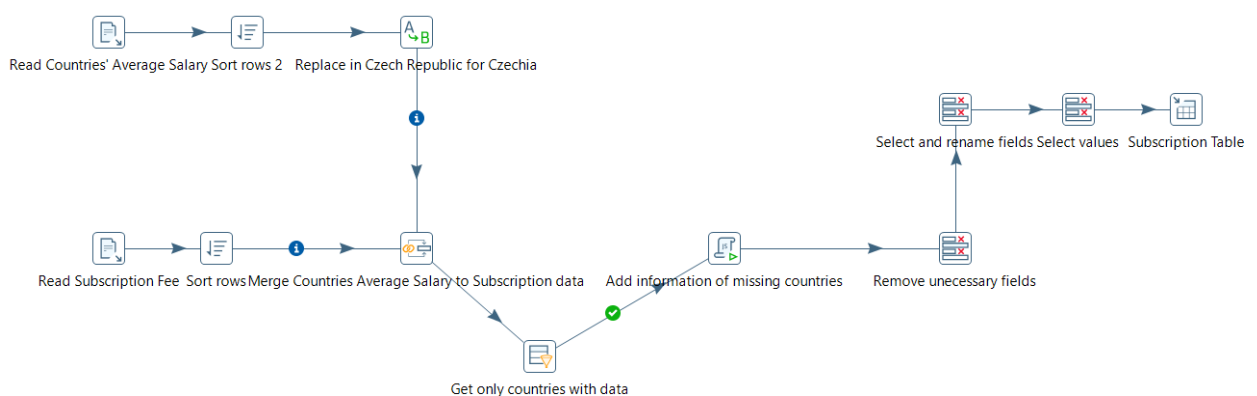 A
B
Read Countries' Average Salary
Sort rows 2
Replace in Czech Republic for Czechia
Select and rename fields
Select values
Subscription Table
Read Subscription Fee
Sort rows
Merge Countries Average Salary to Subscription data
Add information of missing countries
Remove unecessary fields
Get only countries with data